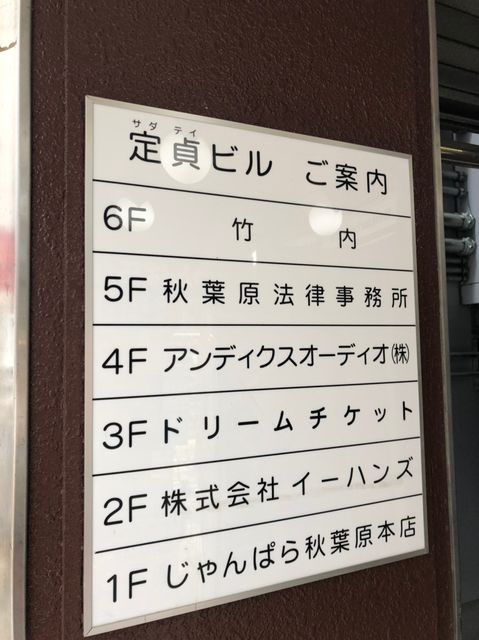 サダ テイ
定貞ビル ご案内
6F 竹内
5F 秋葉原法律事務所
4F アンディクスオーディオ㈱
3F ドリームチケット
2F 株式会社 イーハンズ
1F じゃんぱら秋葉原本店